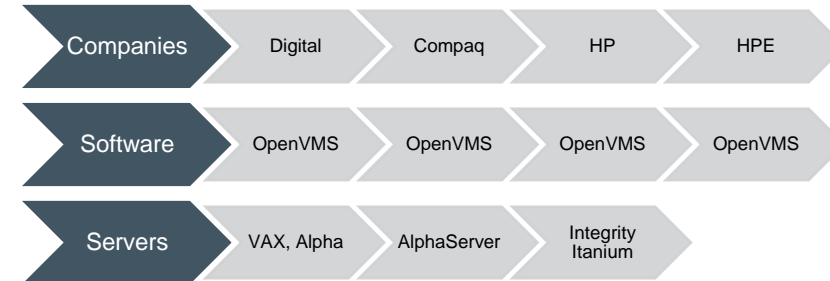 Companies
Digital
Compaq
HP
HPE
Software
OpenVMS
OpenVMS
OpenVMS
OpenVMS
Servers
VAX, Alpha
AlphaServer
Integrity
Itanium